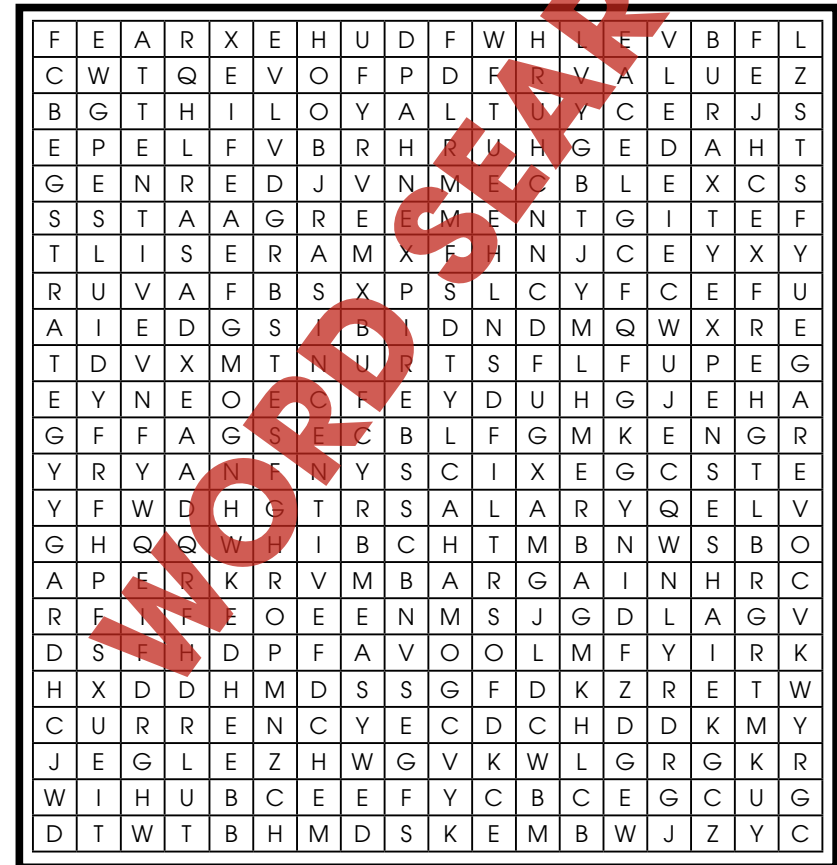 F E A R X E H U D F W H L E V B F L
C W T Q E V O F P D F R V A L U E Z
B G T H I L O Y A L T U Y C E R J S
E P E L F V B R H R U H G E D A H T
G E N R E D J V N M E C B L E X C S
S S T A A G R E E M E N T G I T E F
T L I S E R A M X F H N J C E Y X Y
R U V A F B S X P S L C Y F C E F U
A I E D G S I B I D N D M Q W X R E
T D V X M T N U R T S F L F U P E G
E Y N E O E C F E Y D U H G J E H A
G F F A G S E C B L F G M K E N G R
Y R Y A N F N Y S C I X E G C S T E
Y F W D H G T R S A L A R Y Q E L V
G H Q Q W H I B C H T M B N W S B O
A P E R K R V M B A R G A I N H R C
R F I F E O E E N M S J G D L A G V
D S F H D P F A V O O L M F Y I R K
H X D D H M D S S G F D K Z R E T W
C U R R E N C Y E C D C H D D K M Y
J E G L E Z H W G V K W L G R G K R
W I H U B C E E F Y C B C E G C U G
D T W T B H M D S K E M B W J Z Y C
WORD SEAR